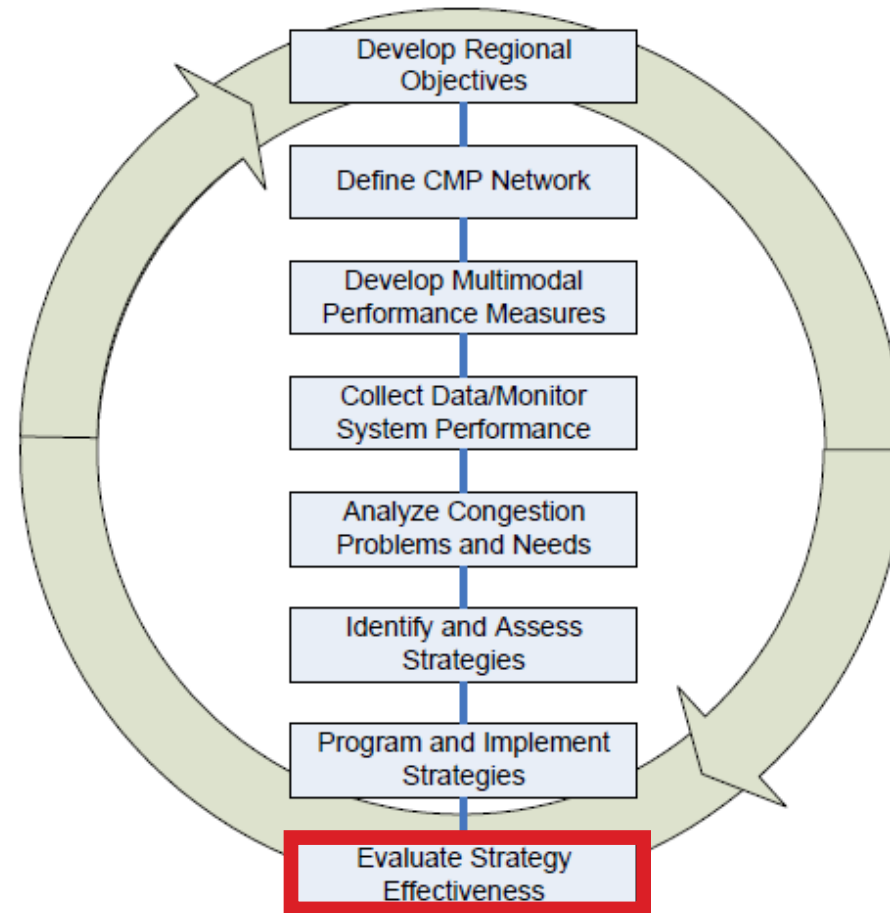 Develop Regional
Objectives
Define CMP Network
Develop Multimodal
Performance Measures
Collect Data/Monitor
System Performance
Analyze Congestion
Problems and Needs
Identify and Assess
Strategies
Program and Implement
Strategies
Evaluate Strategy
Effectiveness